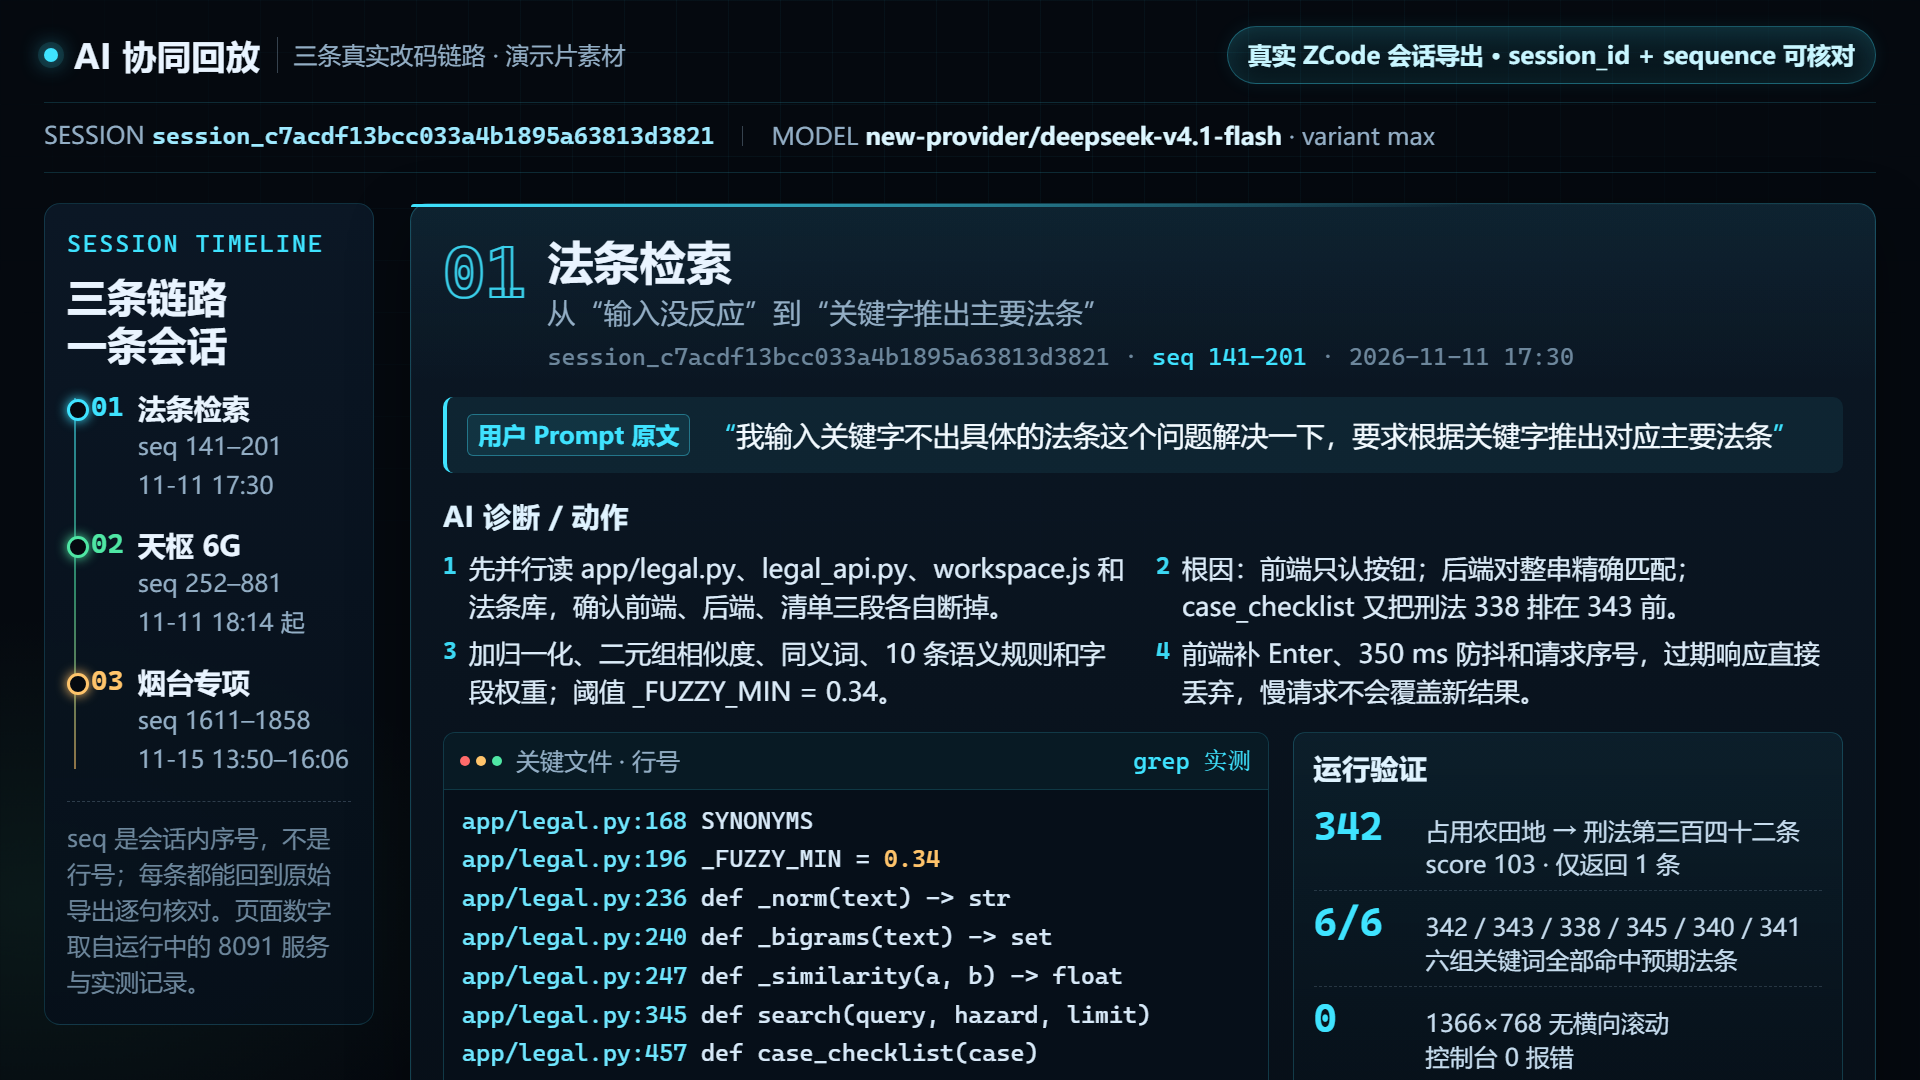 AI 协同回放
三条真实改码链路 · 演示片素材
真实 ZCode 会话导出 • session_id + sequence 可核对
SESSION session_c7acdf13bcc033a4b1895a63813d3821
MODEL new-provider/deepseek-v4.1-flash · variant max
SESSION TIMELINE
三条链路
一条会话
01 法条检索
seq 141–201
11-11 17:30
02 天枢 6G
seq 252–881
11-11 18:14 起
03 烟台专项
seq 1611–1858
11-15 13:50–16:06
seq 是会话内序号，不是
行号；每条都能回到原始
导出逐句核对。页面数字
取自运行中的 8091 服务
与实测记录。
01 法条检索
从“输入没反应”到“关键字推出主要法条”
session_c7acdf13bcc033a4b1895a63813d3821 · seq 141–201 · 2026-11-11 17:30
用户 Prompt 原文
“我输入关键字不出具体的法条这个问题解决一下，要求根据关键字推出对应主要法条”
AI 诊断 / 动作
1 先并行读 app/legal.py、legal_api.py、workspace.js 和
法条库，确认前端、后端、清单三段各自断掉。
2 根因：前端只认按钮；后端对整串精确匹配；
case_checklist 又把刑法 338 排在 343 前。
3 加归一化、二元组相似度、同义词、10 条语义规则和字
段权重；阈值 _FUZZY_MIN = 0.34。
4 前端补 Enter、350 ms 防抖和请求序号，过期响应直接
丢弃，慢请求不会覆盖新结果。
关键文件 · 行号
grep 实测
app/legal.py:168 SYNONYMS
app/legal.py:196 _FUZZY_MIN = 0.34
app/legal.py:236 def _norm(text) -> str
app/legal.py:240 def _bigrams(text) -> set
app/legal.py:247 def _similarity(a, b) -> float
app/legal.py:345 def search(query, hazard, limit)
app/legal.py:457 def case_checklist(case)
运行验证
342
占用农田地 → 刑法第三百四十二条
score 103 · 仅返回 1 条
6/6
342 / 343 / 338 / 345 / 340 / 341
六组关键词全部命中预期法条
0
1366×768 无横向滚动
控制台 0 报错